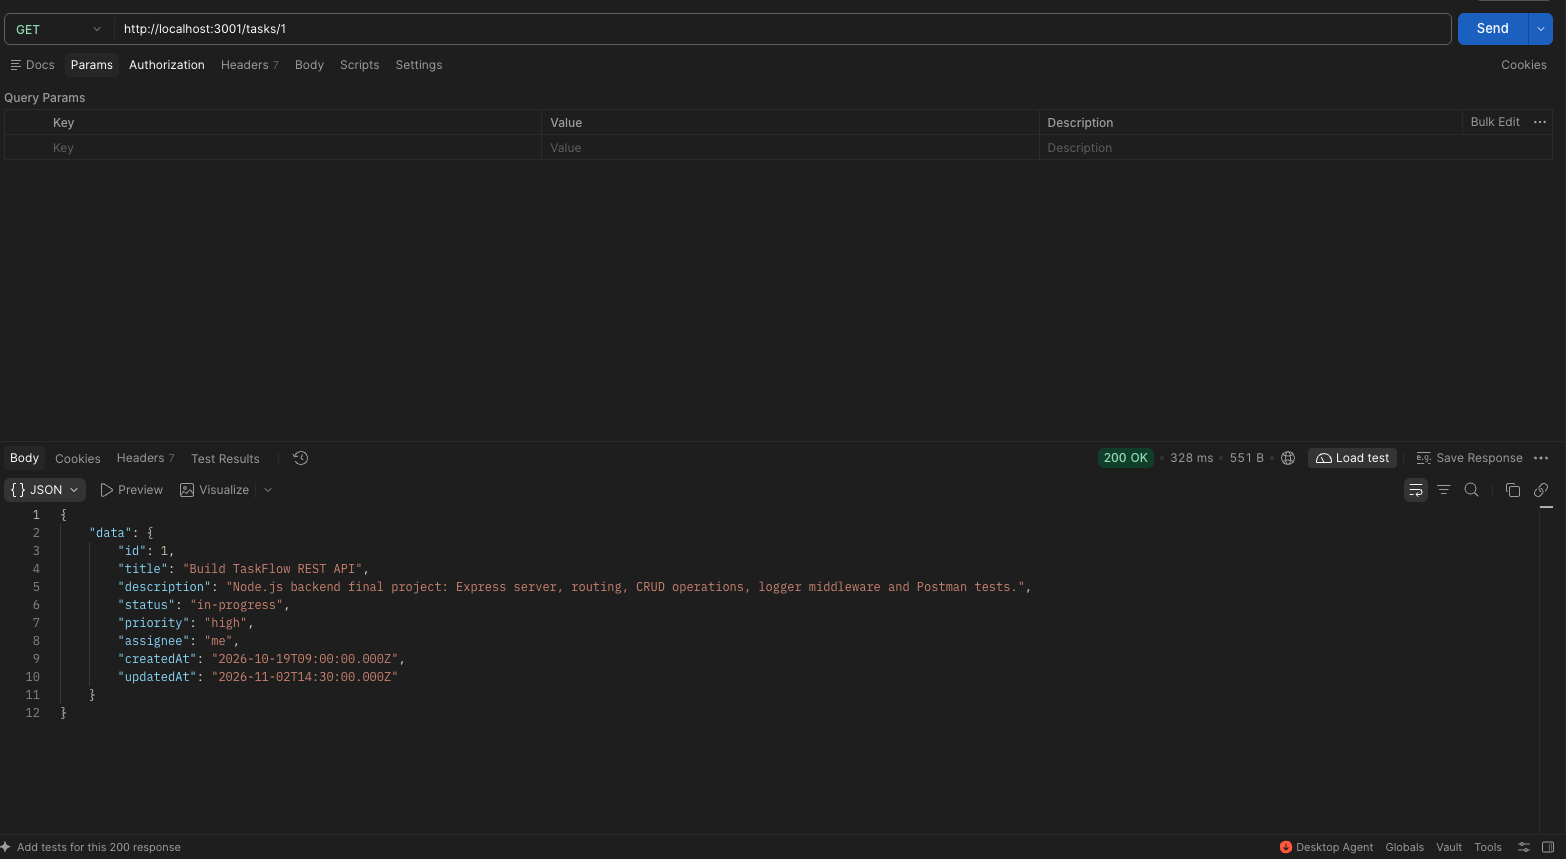 GET http://localhost:3001/tasks/1 Send
Docs Params Authorization Headers 7 Body Scripts Settings Cookies
Query Params
Key Value Description Bulk Edit
Key Value Description
Body Cookies Headers 7 Test Results 200 OK 328 ms 551 B Load test e.g. Save Response
{} JSON Preview Visualize
1 {
2 "data": {
3 "id": 1,
4 "title": "Build TaskFlow REST API",
5 "description": "Node.js backend final project: Express server, routing, CRUD operations, logger middleware and Postman tests.",
6 "status": "in-progress",
7 "priority": "high",
8 "assignee": "me",
9 "createdAt": "2026-10-19T09:00:00.000Z",
10 "updatedAt": "2026-11-02T14:30:00.000Z"
11 }
12 }
Add tests for this 200 response Desktop Agent Globals Vault Tools